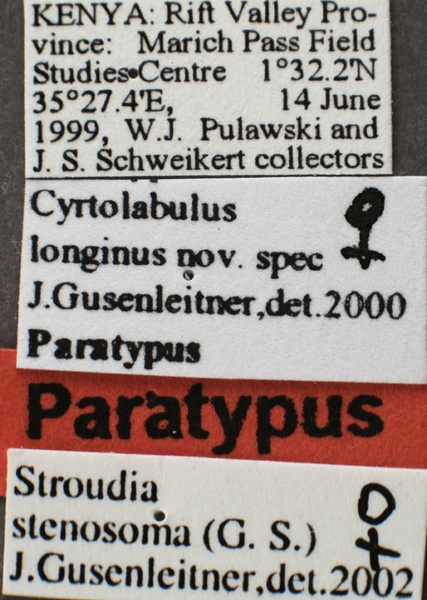 KENYA: Rift Valley Pro-
vince: Marich Pass Field
Studies Centre 1°32.2'N
35°27.4'E, 14 June
1999, W.J. Pulawski and
J. S. Schweikert collectors
Cyrtolabulus ♀
longinus nov. spec
J.Gusenleitner,det.2000
Paratypus
Paratypus
Stroudia ♀
stenosoma (G. S.)
J.Gusenleitner,det.2002